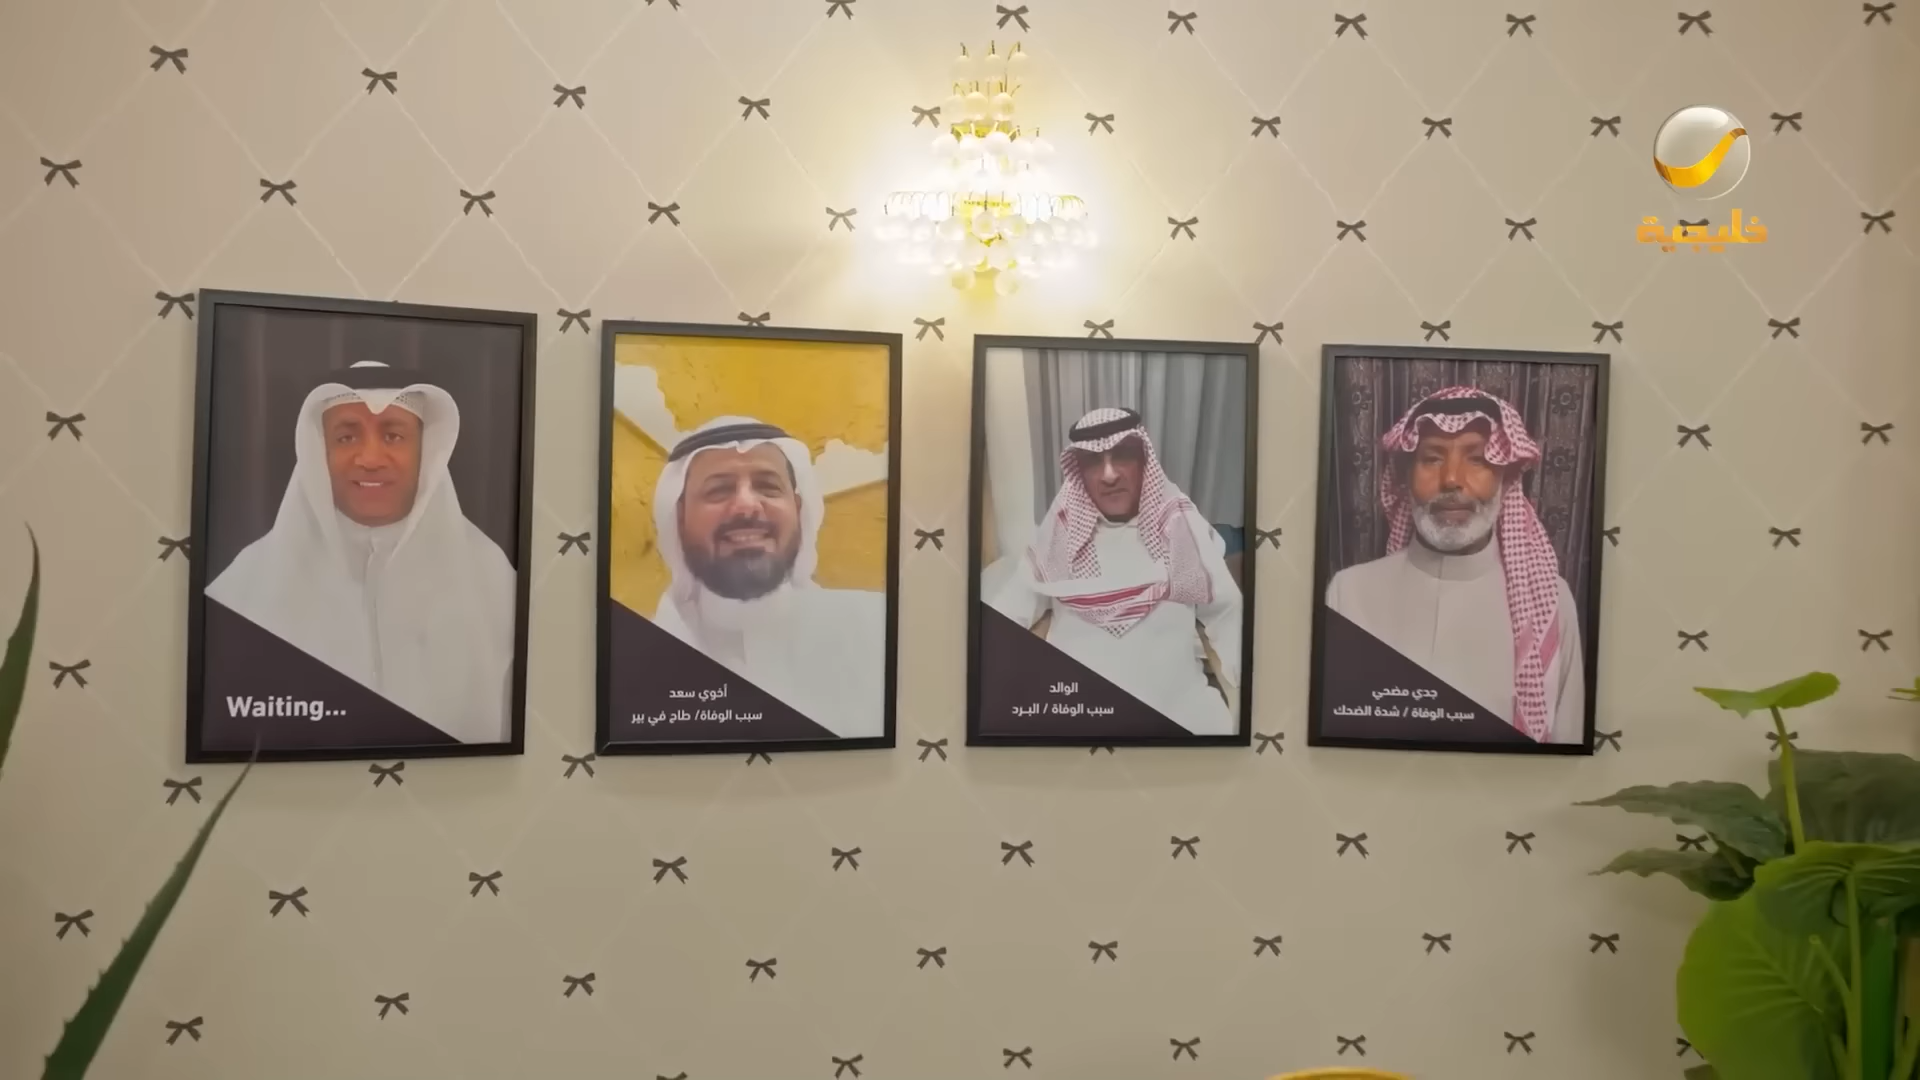 خليجية
Waiting...
أخوي سعد
سبب الوفاة/ طاح في بير
الوالد
سبب الوفاة / البرد
جدي مضحي
سبب الوفاة / شدة الضحك